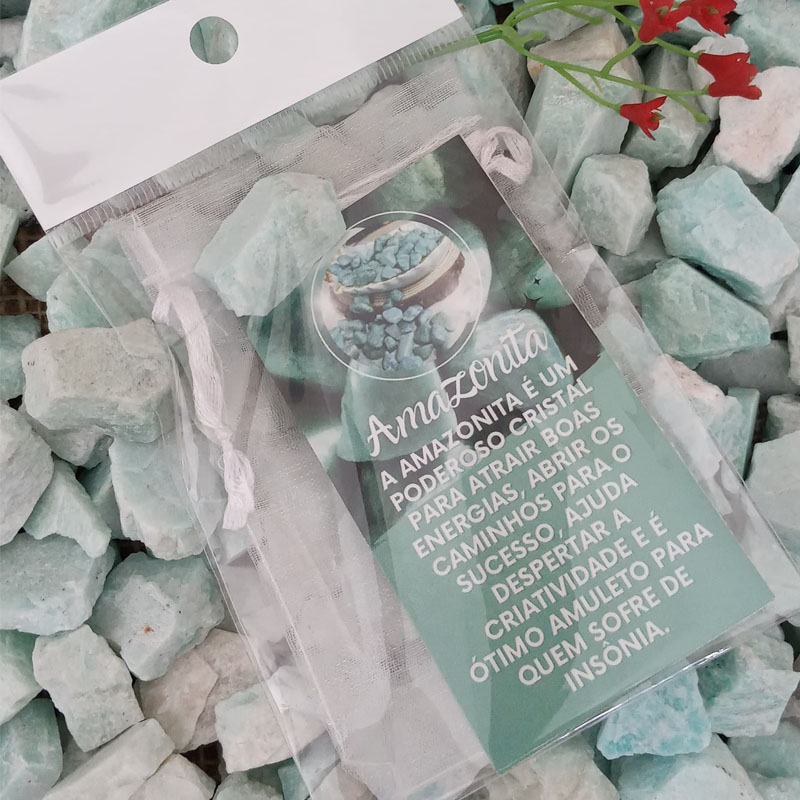 Amazonita
A AMAZONITA É UM
PODEROSO CRISTAL
PARA ATRAIR BOAS
ENERGIAS, ABRIR OS
CAMINHOS PARA O
SUCESSO, AJUDA
DESPERTAR A
CRIATIVIDADE E É
ÓTIMO AMULETO PARA
QUEM SOFRE DE
INSÔNIA.